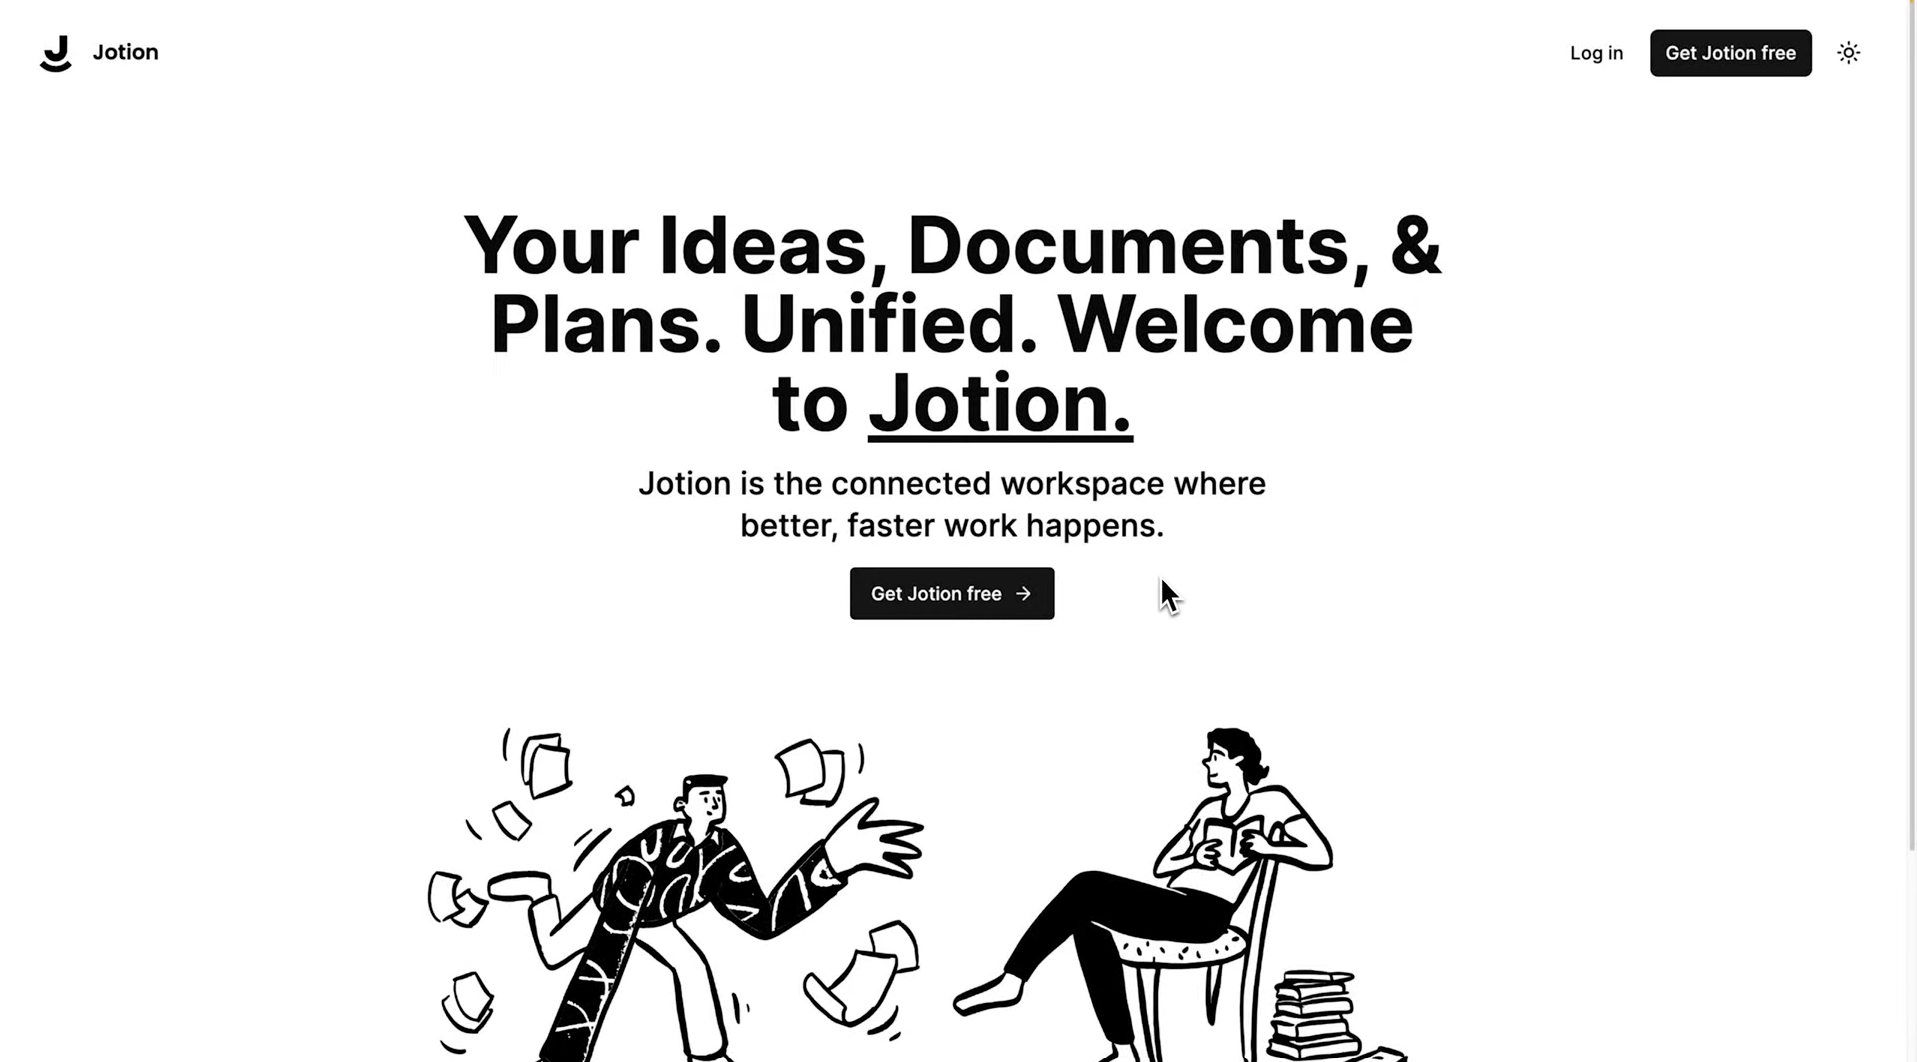 Jotion
Log in
Get Jotion free
Your Ideas, Documents, &
Plans. Unified. Welcome
to Jotion.
Jotion is the connected workspace where
better, faster work happens.
Get Jotion free →